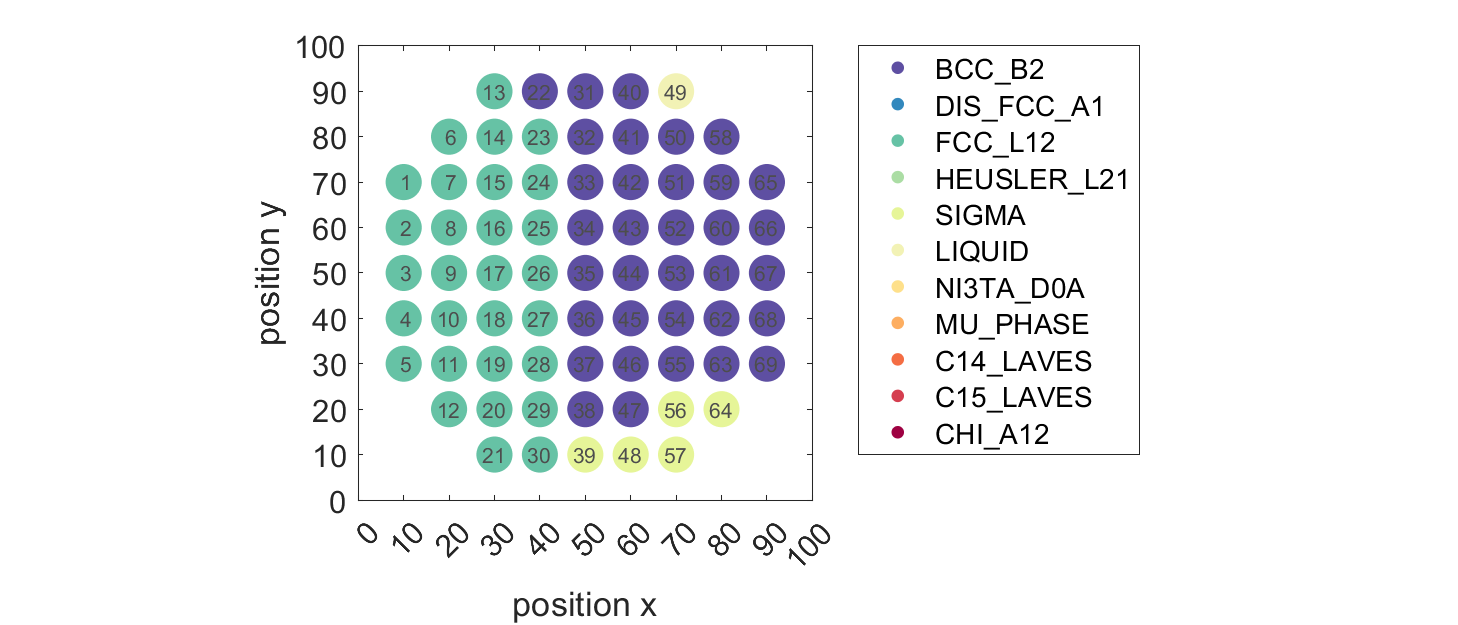 100
90
80
70
60
50
40
30
20
10
0
position y
13 22 31 40 49
6 14 23 32 41 50 58
1 7 15 24 33 42 51 59 65
2 8 16 25 34 43 52 60 66
3 9 17 26 35 44 53 61 67
4 10 18 27 36 45 54 62 68
5 11 19 28 37 46 55 63 69
12 20 29 38 47 56 64
21 30 39 48 57
0 10 20 30 40 50 60 70 80 90 100
position x
BCC_B2
DIS_FCC_A1
FCC_L12
HEUSLER_L21
SIGMA
LIQUID
NI3TA_D0A
MU_PHASE
C14_LAVES
C15_LAVES
CHI_A12